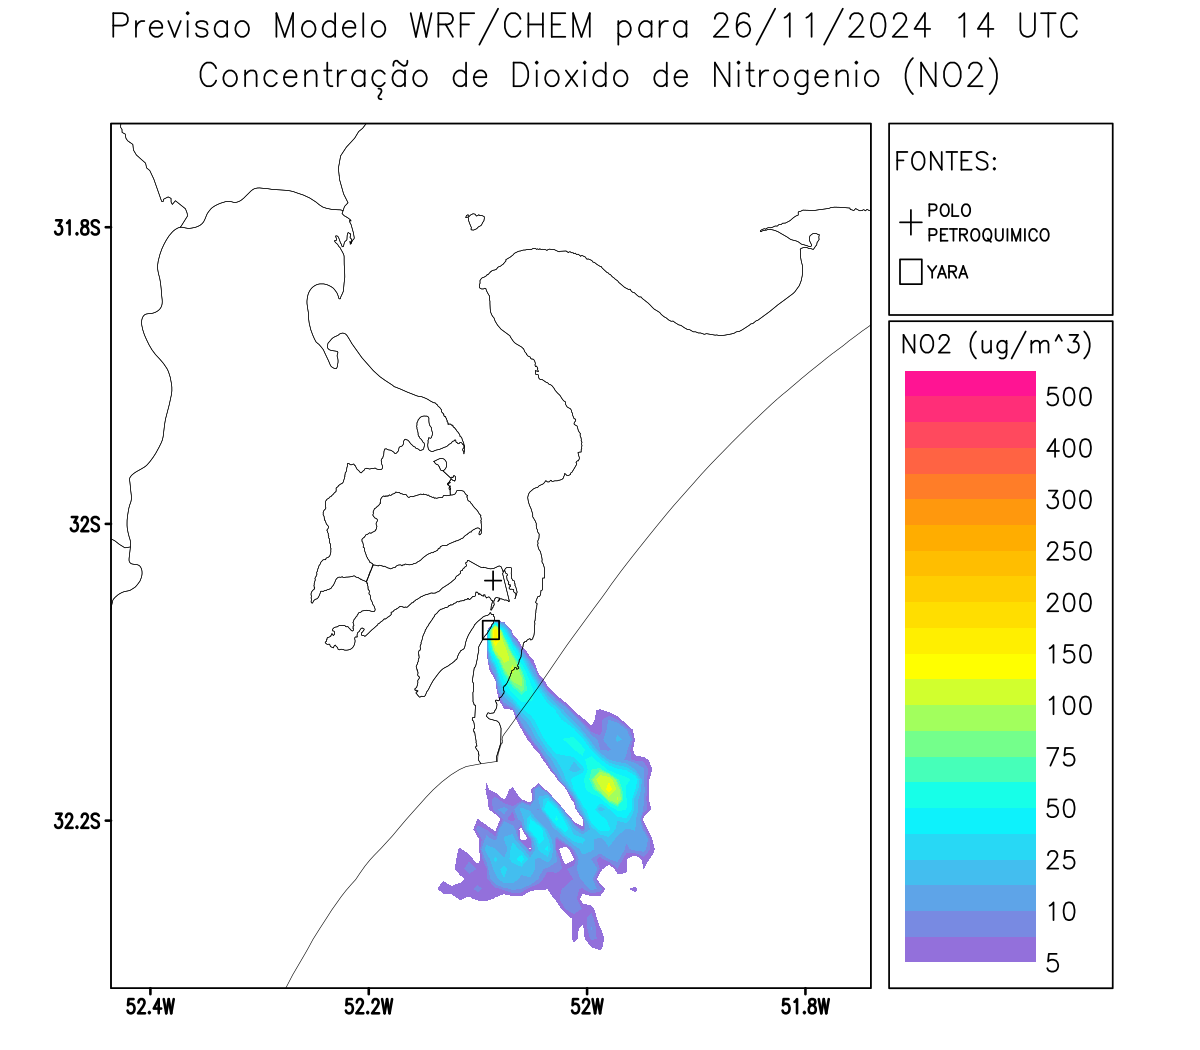 Previsao Modelo WRF/CHEM para 26/11/2024 14 UTC
Concentração de Dioxido de Nitrogenio (NO2)
FONTES:
POLO
PETROQUIMICO
YARA
NO2 (ug/m^3)
500
400
300
250
200
150
100
75
50
25
10
5
31.8S
32S
32.2S
52.4W
52.2W
52W
51.8W